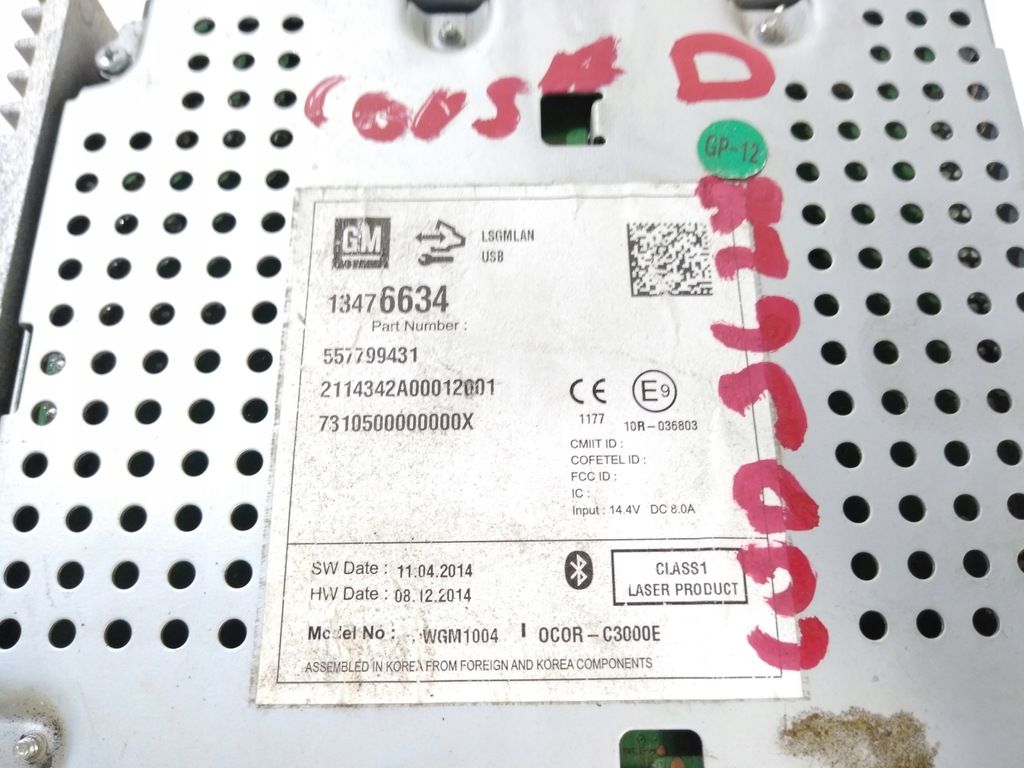 CORSA D
GP-12
GM
LSGMLAN
USB
13476634
Part Number :
557799431
2114342A00012001
7310500000000X
CE E9
1177 10R-036803
CMIIT ID :
COFETEL ID :
FCC ID :
IC :
Input : 14.4V DC 8.0A
SW Date : 11.04.2014
HW Date : 08.12.2014
CLASS1
LASER PRODUCT
Model No : WGM1004 OCOR-C3000E
ASSEMBLED IN KOREA FROM FOREIGN AND KOREA COMPONENTS